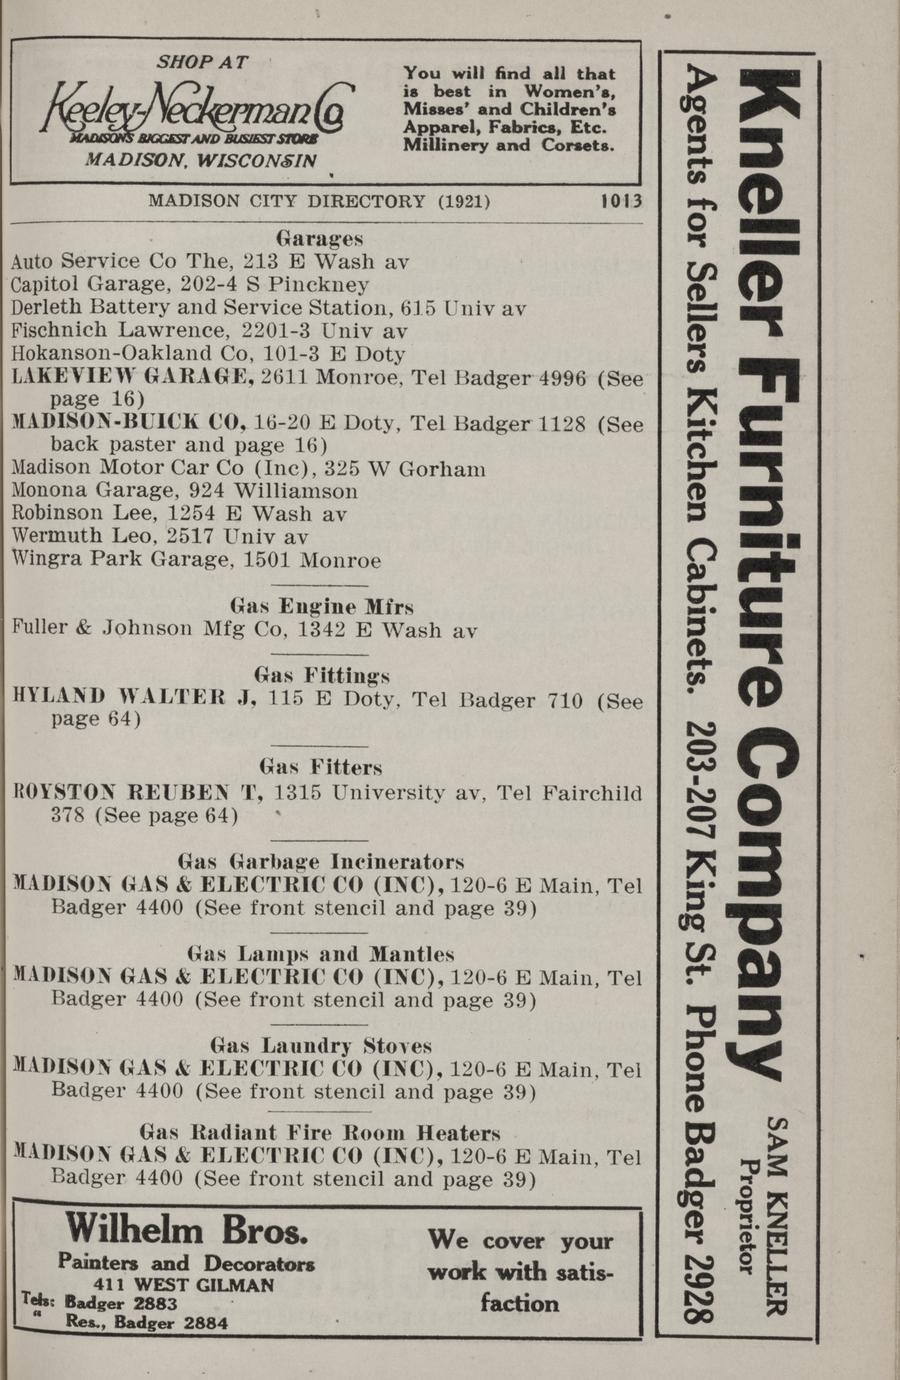 SHOP AT
Keeley-Neckerman Co
MADISON'S BIGGEST AND BUSIEST STORE
MADISON, WISCONSIN
You will find all that
is best in Women's,
Misses' and Children's
Apparel, Fabrics, Etc.
Millinery and Corsets.
MADISON CITY DIRECTORY (1921) 1013
Garages
Auto Service Co The, 213 E Wash av
Capitol Garage, 202-4 S Pinckney
Derleth Battery and Service Station, 615 Univ av
Fischnich Lawrence, 2201-3 Univ av
Hokanson-Oakland Co, 101-3 E Doty
LAKEVIEW GARAGE, 2611 Monroe, Tel Badger 4996 (See
page 16)
MADISON-BUICK CO, 16-20 E Doty, Tel Badger 1128 (See
back paster and page 16)
Madison Motor Car Co (Inc), 325 W Gorham
Monona Garage, 924 Williamson
Robinson Lee, 1254 E Wash av
Wermuth Leo, 2517 Univ av
Wingra Park Garage, 1501 Monroe
Gas Engine Mfrs
Fuller & Johnson Mfg Co, 1342 E Wash av
Gas Fittings
HYLAND WALTER J, 115 E Doty, Tel Badger 710 (See
page 64)
Gas Fitters
ROYSTON REUBEN T, 1315 University av, Tel Fairchild
378 (See page 64)
Gas Garbage Incinerators
MADISON GAS & ELECTRIC CO (INC), 120-6 E Main, Tel
Badger 4400 (See front stencil and page 39)
Gas Lamps and Mantles
MADISON GAS & ELECTRIC CO (INC), 120-6 E Main, Tel
Badger 4400 (See front stencil and page 39)
Gas Laundry Stoves
MADISON GAS & ELECTRIC CO (INC), 120-6 E Main, Tel
Badger 4400 (See front stencil and page 39)
Gas Radiant Fire Room Heaters
MADISON GAS & ELECTRIC CO (INC), 120-6 E Main, Tel
Badger 4400 (See front stencil and page 39)
Wilhelm Bros.
Painters and Decorators
411 WEST GILMAN
Tels: Badger 2883
" Res., Badger 2884
We cover your
work with satis-
faction
Kneller Furniture Company
SAM KNELLER
Proprietor
Agents for Sellers Kitchen Cabinets. 203-207 King St. Phone Badger 2928